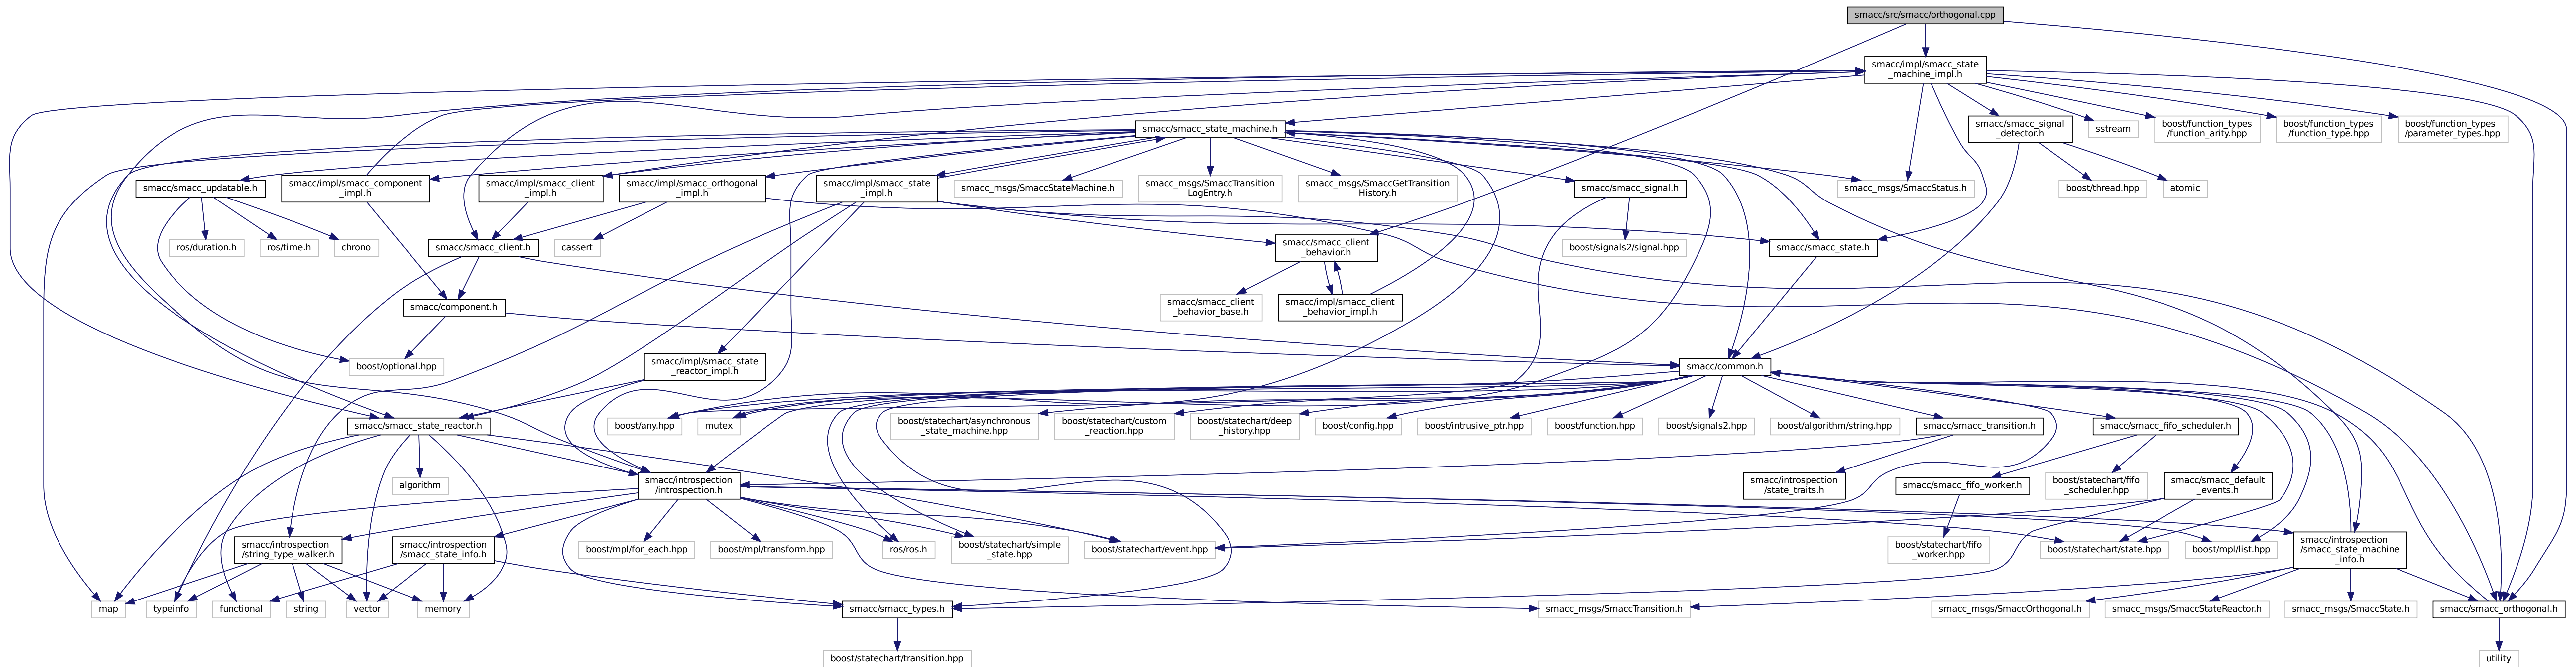 smacc/src/smacc/orthogonal.cpp
smacc/impl/smacc_state
_machine_impl.h
smacc/smacc_state_machine.h
smacc/smacc_signal
_detector.h
sstream
boost/function_types
/function_arity.hpp
boost/function_types
/function_type.hpp
boost/function_types
/parameter_types.hpp
smacc/smacc_updatable.h
smacc/impl/smacc_component
_impl.h
smacc/impl/smacc_client
_impl.h
smacc/impl/smacc_orthogonal
_impl.h
smacc/impl/smacc_state
_impl.h
smacc_msgs/SmaccStateMachine.h
smacc_msgs/SmaccTransition
LogEntry.h
smacc_msgs/SmaccGetTransition
History.h
smacc/smacc_signal.h
smacc_msgs/SmaccStatus.h
boost/thread.hpp
atomic
ros/duration.h
ros/time.h
chrono
smacc/smacc_client.h
cassert
smacc/smacc_client
_behavior.h
boost/signals2/signal.hpp
smacc/smacc_state.h
smacc/component.h
smacc/smacc_client
_behavior_base.h
smacc/impl/smacc_client
_behavior_impl.h
boost/optional.hpp
smacc/impl/smacc_state
_reactor_impl.h
smacc/common.h
smacc/smacc_state_reactor.h
boost/any.hpp
mutex
boost/statechart/asynchronous
_state_machine.hpp
boost/statechart/custom
_reaction.hpp
boost/statechart/deep
_history.hpp
boost/config.hpp
boost/intrusive_ptr.hpp
boost/function.hpp
boost/signals2.hpp
boost/algorithm/string.hpp
smacc/smacc_transition.h
smacc/smacc_fifo_scheduler.h
algorithm
smacc/introspection
/introspection.h
smacc/introspection
/state_traits.h
smacc/smacc_fifo_worker.h
boost/statechart/fifo
_scheduler.hpp
smacc/smacc_default
_events.h
smacc/introspection
/string_type_walker.h
smacc/introspection
/smacc_state_info.h
boost/mpl/for_each.hpp
boost/mpl/transform.hpp
ros/ros.h
boost/statechart/simple
_state.hpp
boost/statechart/event.hpp
boost/statechart/fifo
_worker.hpp
boost/statechart/state.hpp
boost/mpl/list.hpp
smacc/introspection
/smacc_state_machine
_info.h
map
typeinfo
functional
string
vector
memory
smacc/smacc_types.h
smacc_msgs/SmaccTransition.h
smacc_msgs/SmaccOrthogonal.h
smacc_msgs/SmaccStateReactor.h
smacc_msgs/SmaccState.h
smacc/smacc_orthogonal.h
boost/statechart/transition.hpp
utility